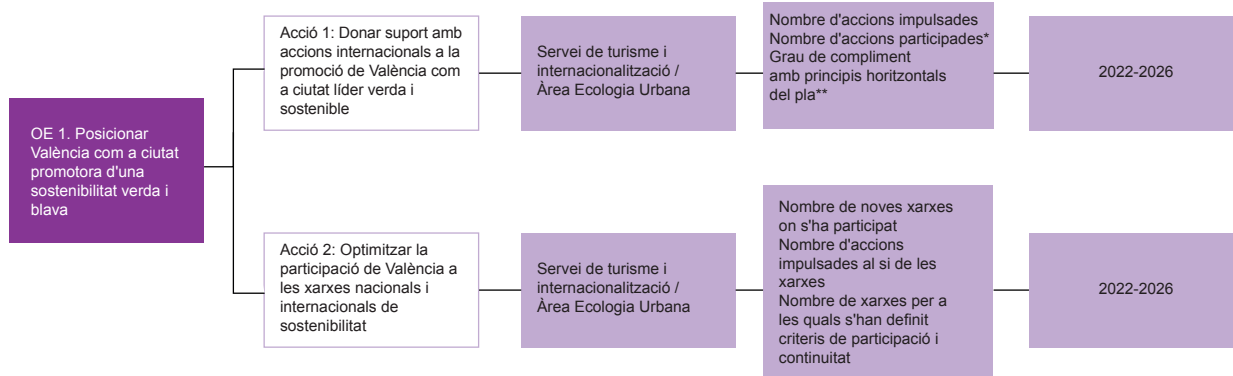 OE 1. Posicionar
València com a ciutat
promotora d'una
sostenibilitat verda i
blava
Acció 1: Donar suport amb
accions internacionals a la
promoció de València com
a ciutat líder verda i
sostenible
Servei de turisme i
internacionalització /
Àrea Ecologia Urbana
Nombre d'accions impulsades
Nombre d'accions participades*
Grau de compliment
amb principis horitzontals
del pla**
2022-2026
Acció 2: Optimitzar la
participació de València a
les xarxes nacionals i
internacionals de
sostenibilitat
Servei de turisme i
internacionalització /
Àrea Ecologia Urbana
Nombre de noves xarxes
on s'ha participat
Nombre d'accions
impulsades al si de les
xarxes
Nombre de xarxes per a
les quals s'han definit
criteris de participació i
continuitat
2022-2026